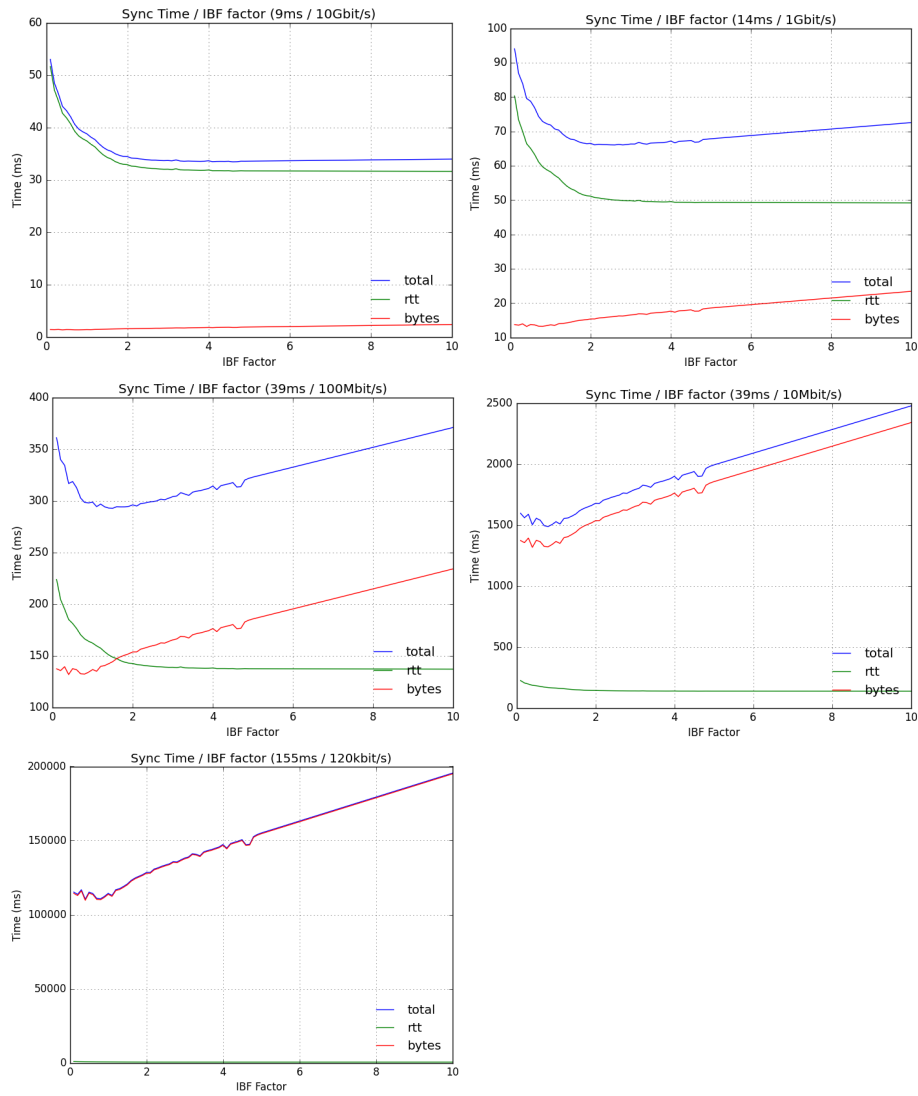 Sync Time / IBF factor (9ms / 10Gbit/s)
60
50
40
30
20
10
0
Time (ms)
total
rtt
bytes
0 2 4 6 8 10
IBF Factor
Sync Time / IBF factor (14ms / 1Gbit/s)
100
90
80
70
60
50
40
30
20
10
Time (ms)
total
rtt
bytes
0 2 4 6 8 10
IBF Factor
Sync Time / IBF factor (39ms / 100Mbit/s)
400
350
300
250
200
150
100
Time (ms)
total
rtt
bytes
0 2 4 6 8 10
IBF Factor
Sync Time / IBF factor (39ms / 10Mbit/s)
2500
2000
1500
1000
500
0
Time (ms)
total
rtt
bytes
0 2 4 6 8 10
IBF Factor
Sync Time / IBF factor (155ms / 120kbit/s)
200000
150000
100000
50000
0
Time (ms)
total
rtt
bytes
0 2 4 6 8 10
IBF Factor